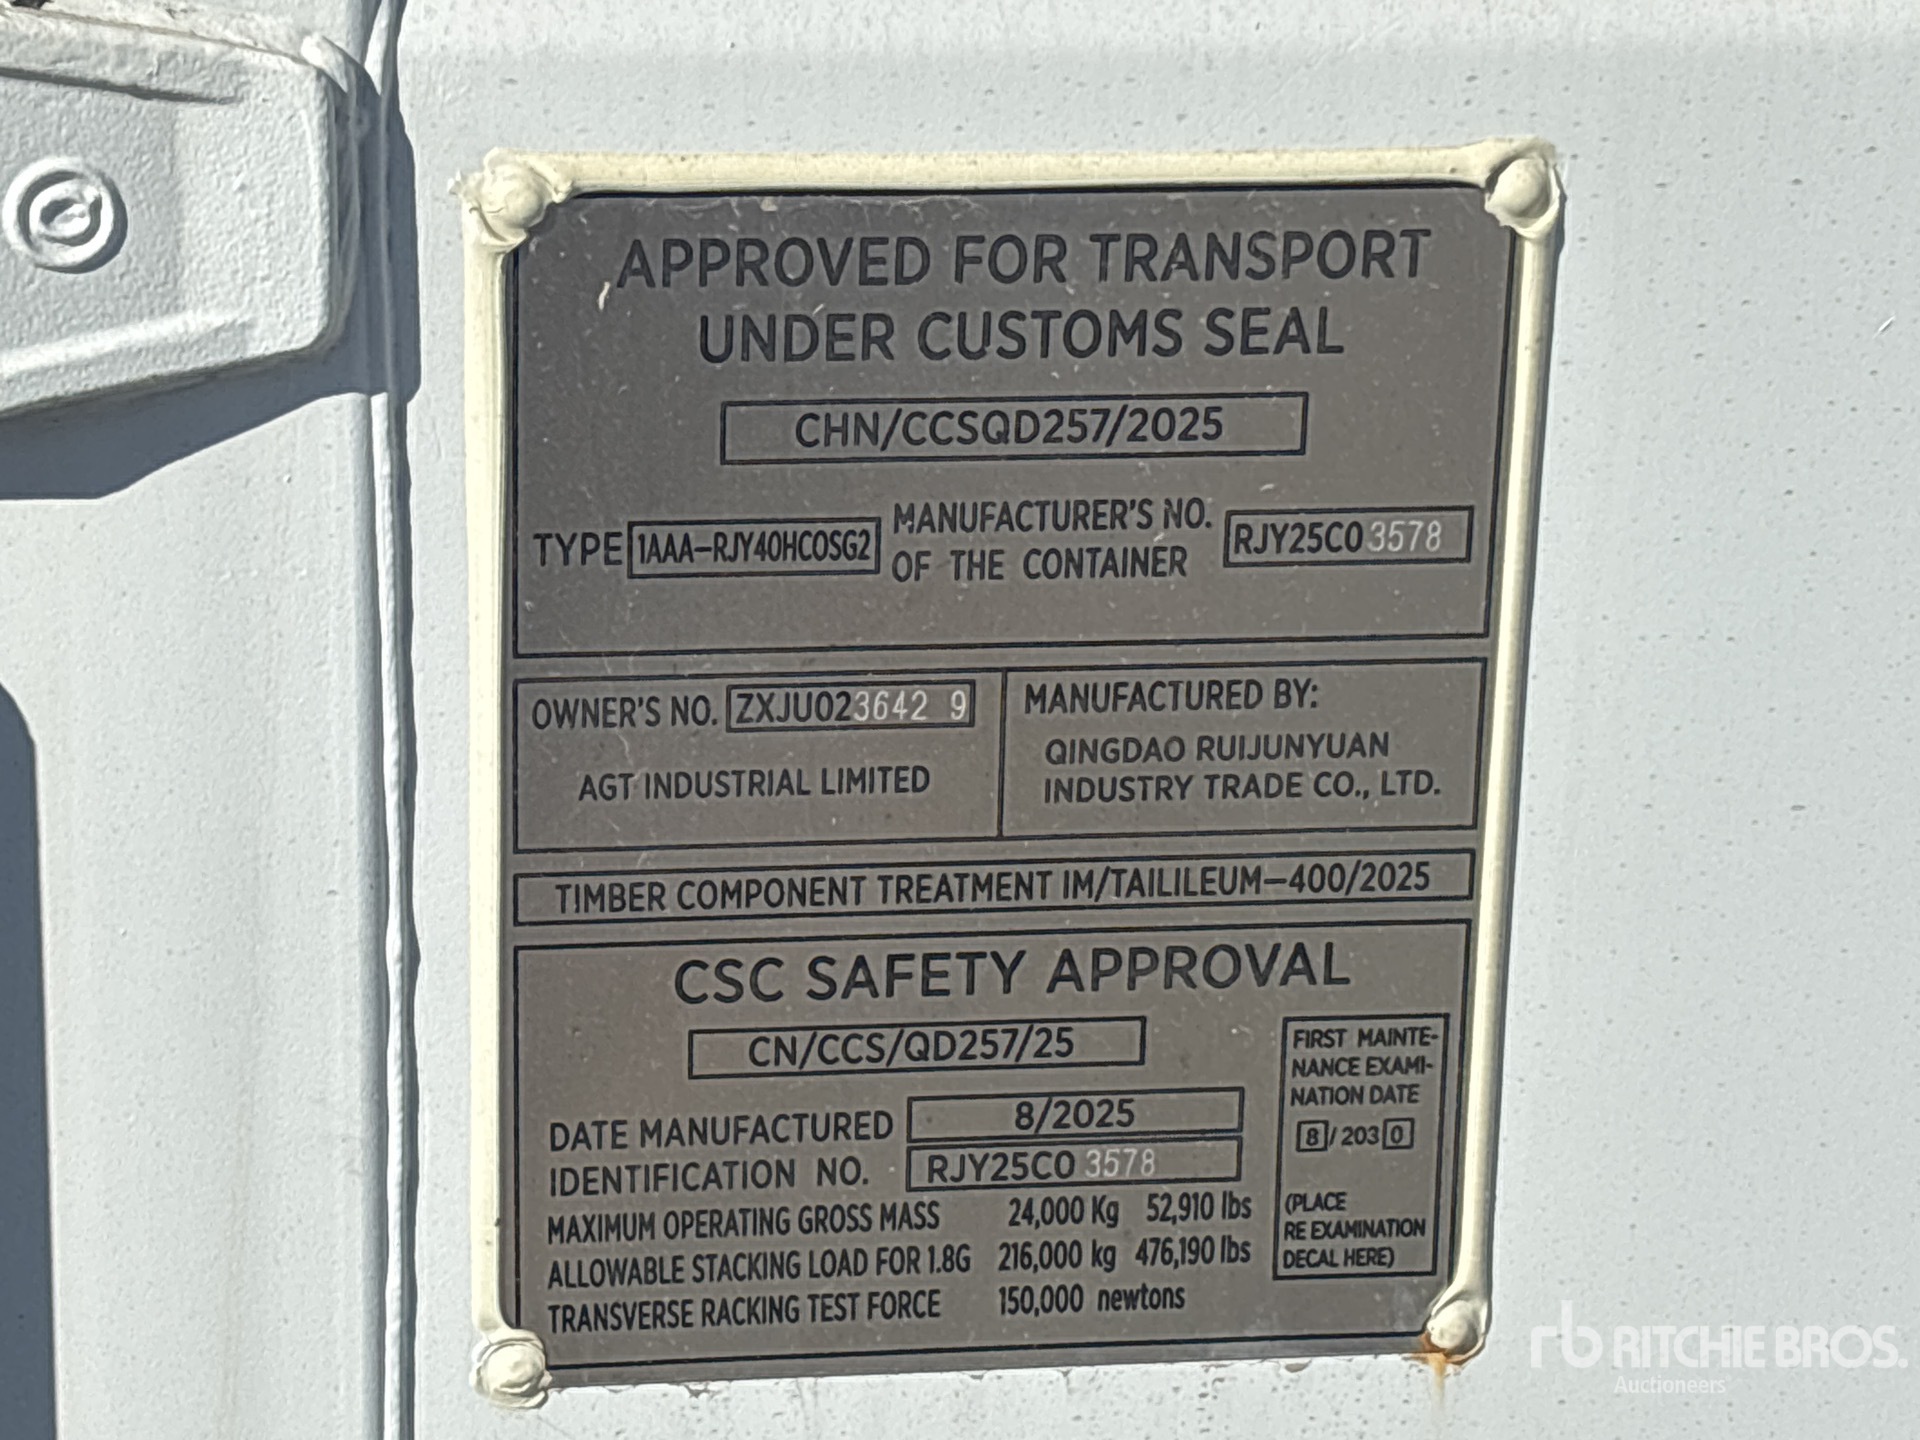 APPROVED FOR TRANSPORT
UNDER CUSTOMS SEAL
CHN/CCSQD257/2025
TYPE 1AAA-RJY40HCOSG2 MANUFACTURER'S NO. OF THE CONTAINER RJY25C03578
OWNER'S NO. ZXJU023642 9
AGT INDUSTRIAL LIMITED
MANUFACTURED BY:
QINGDAO RUIJUNYUAN
INDUSTRY TRADE CO., LTD.
TIMBER COMPONENT TREATMENT IM/TAILILEUM-400/2025
CSC SAFETY APPROVAL
CN/CCS/QD257/25
DATE MANUFACTURED 8/2025
IDENTIFICATION NO. RJY25C03578
MAXIMUM OPERATING GROSS MASS 24,000 Kg 52,910 lbs
ALLOWABLE STACKING LOAD FOR 1.8G 216,000 kg 476,190 lbs
TRANSVERSE RACKING TEST FORCE 150,000 newtons
FIRST MAINTE-
NANCE EXAMI-
NATION DATE
8/2030
(PLACE
RE EXAMINATION
DECAL HERE)
rb RITCHIE BROS.
Auctioneers